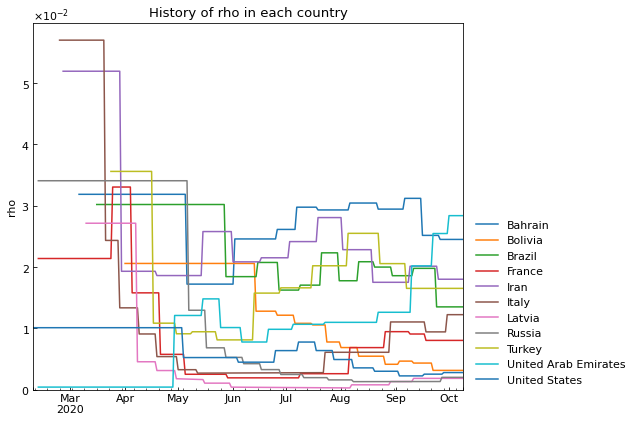 History of rho in each country
×10⁻²
5
4
3
2
1
0
rho
Mar Apr May Jun Jul Aug Sep Oct
2020
Bahrain
Bolivia
Brazil
France
Iran
Italy
Latvia
Russia
Turkey
United Arab Emirates
United States